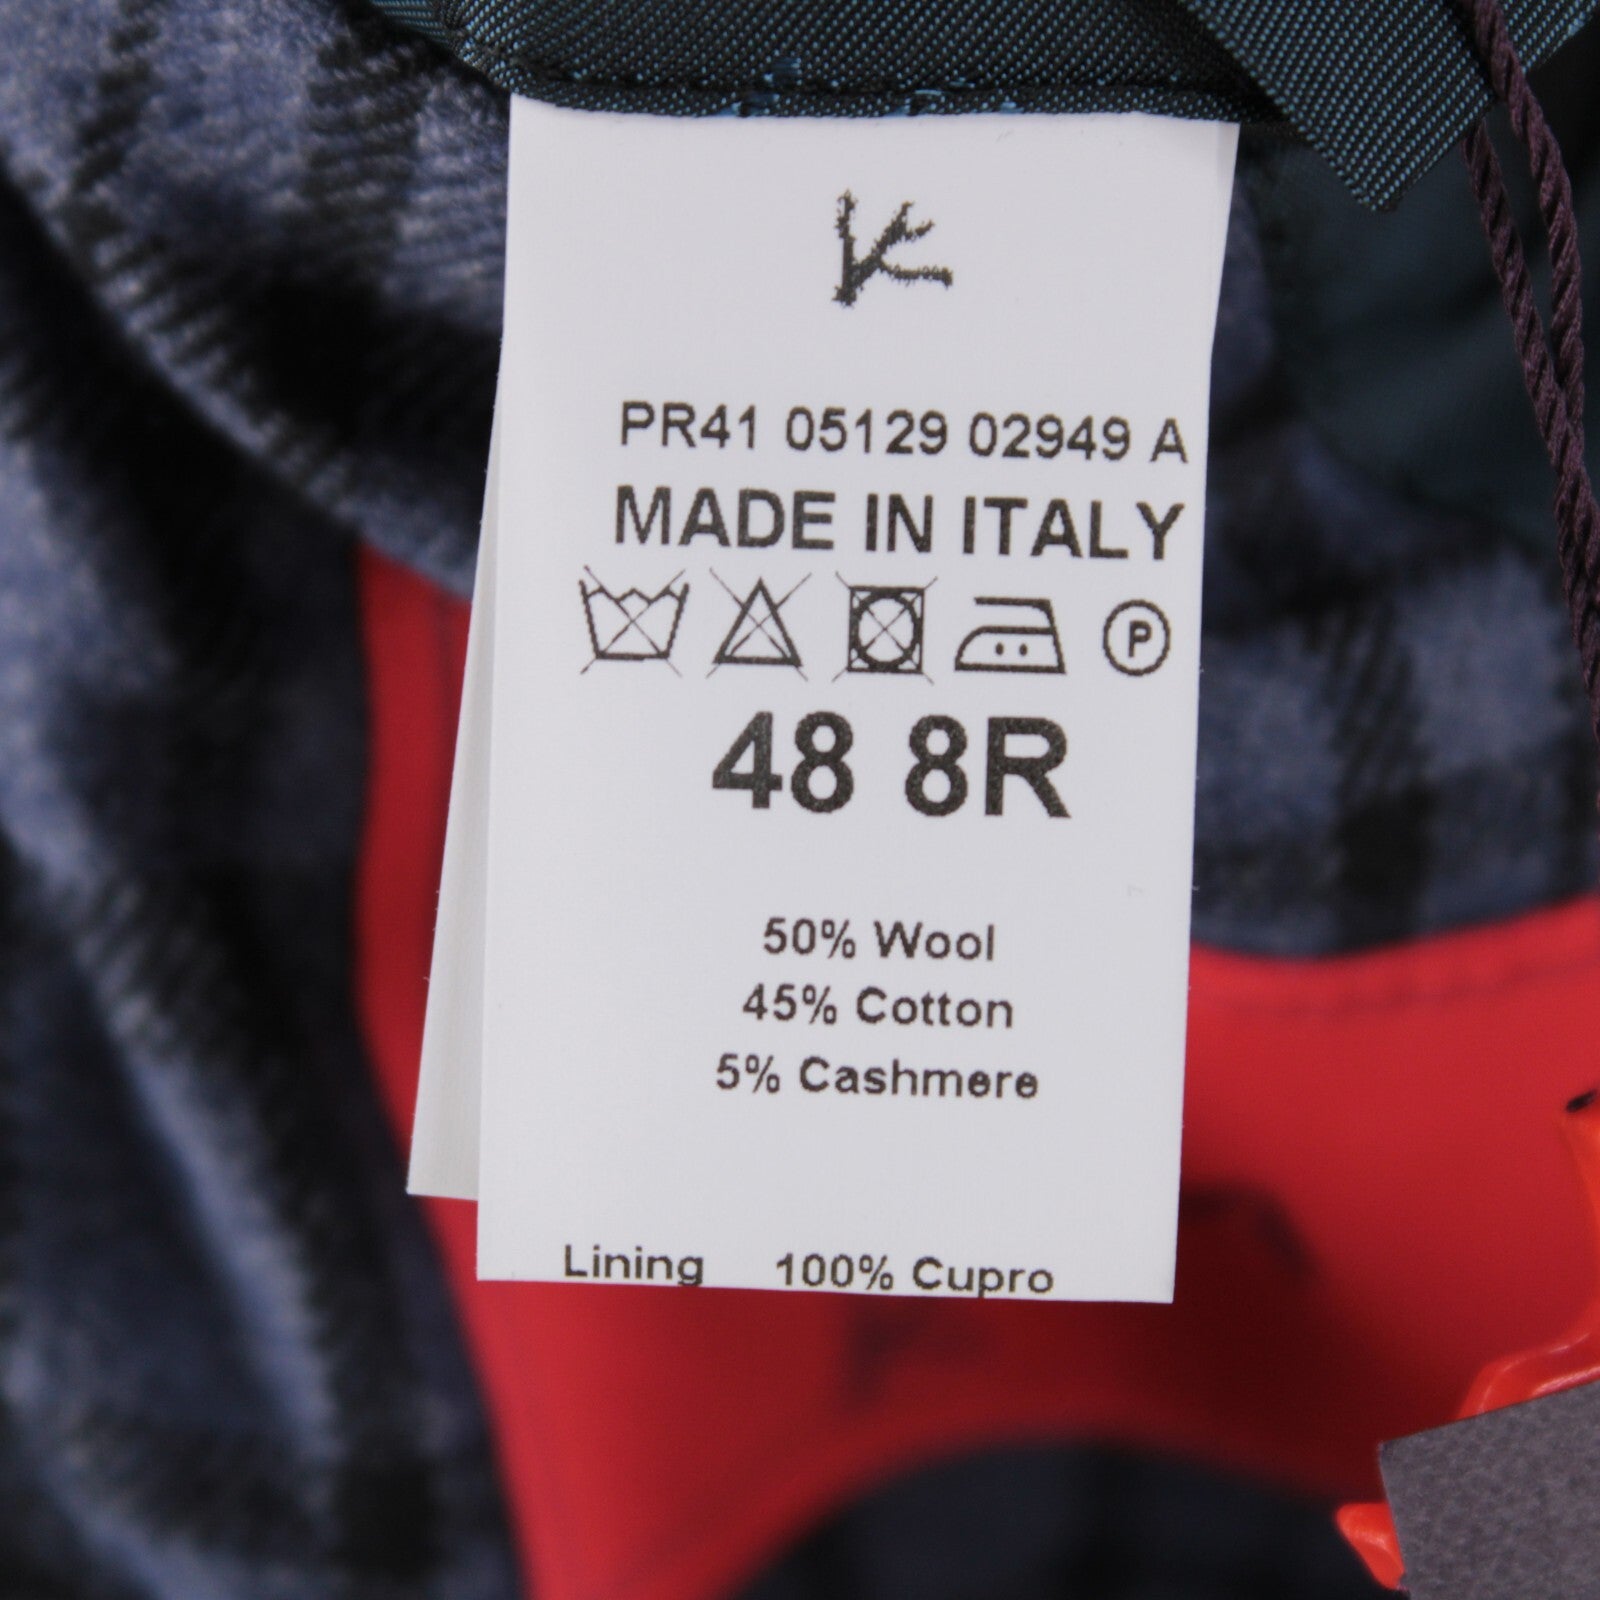 PR41 05129 02949 A
MADE IN ITALY
P
48 8R
50% Wool
45% Cotton
5% Cashmere
Lining 100% Cupro